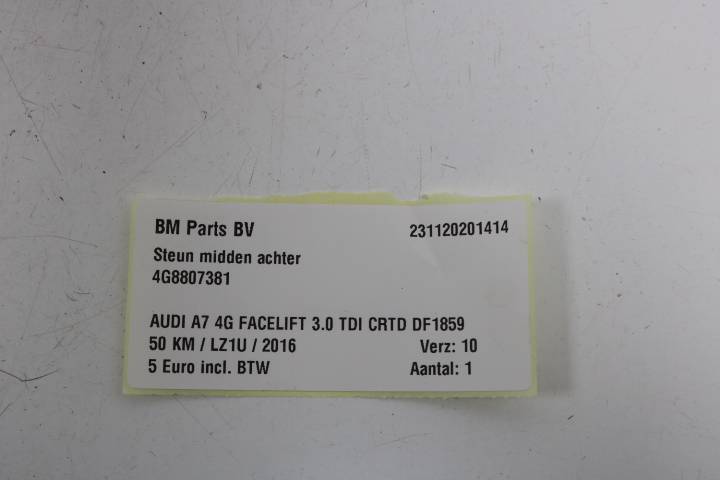 BM Parts BV 231120201414
Steun midden achter
4G8807381
AUDI A7 4G FACELIFT 3.0 TDI CRTD DF1859
50 KM / LZ1U / 2016 Verz: 10
5 Euro incl. BTW Aantal: 1